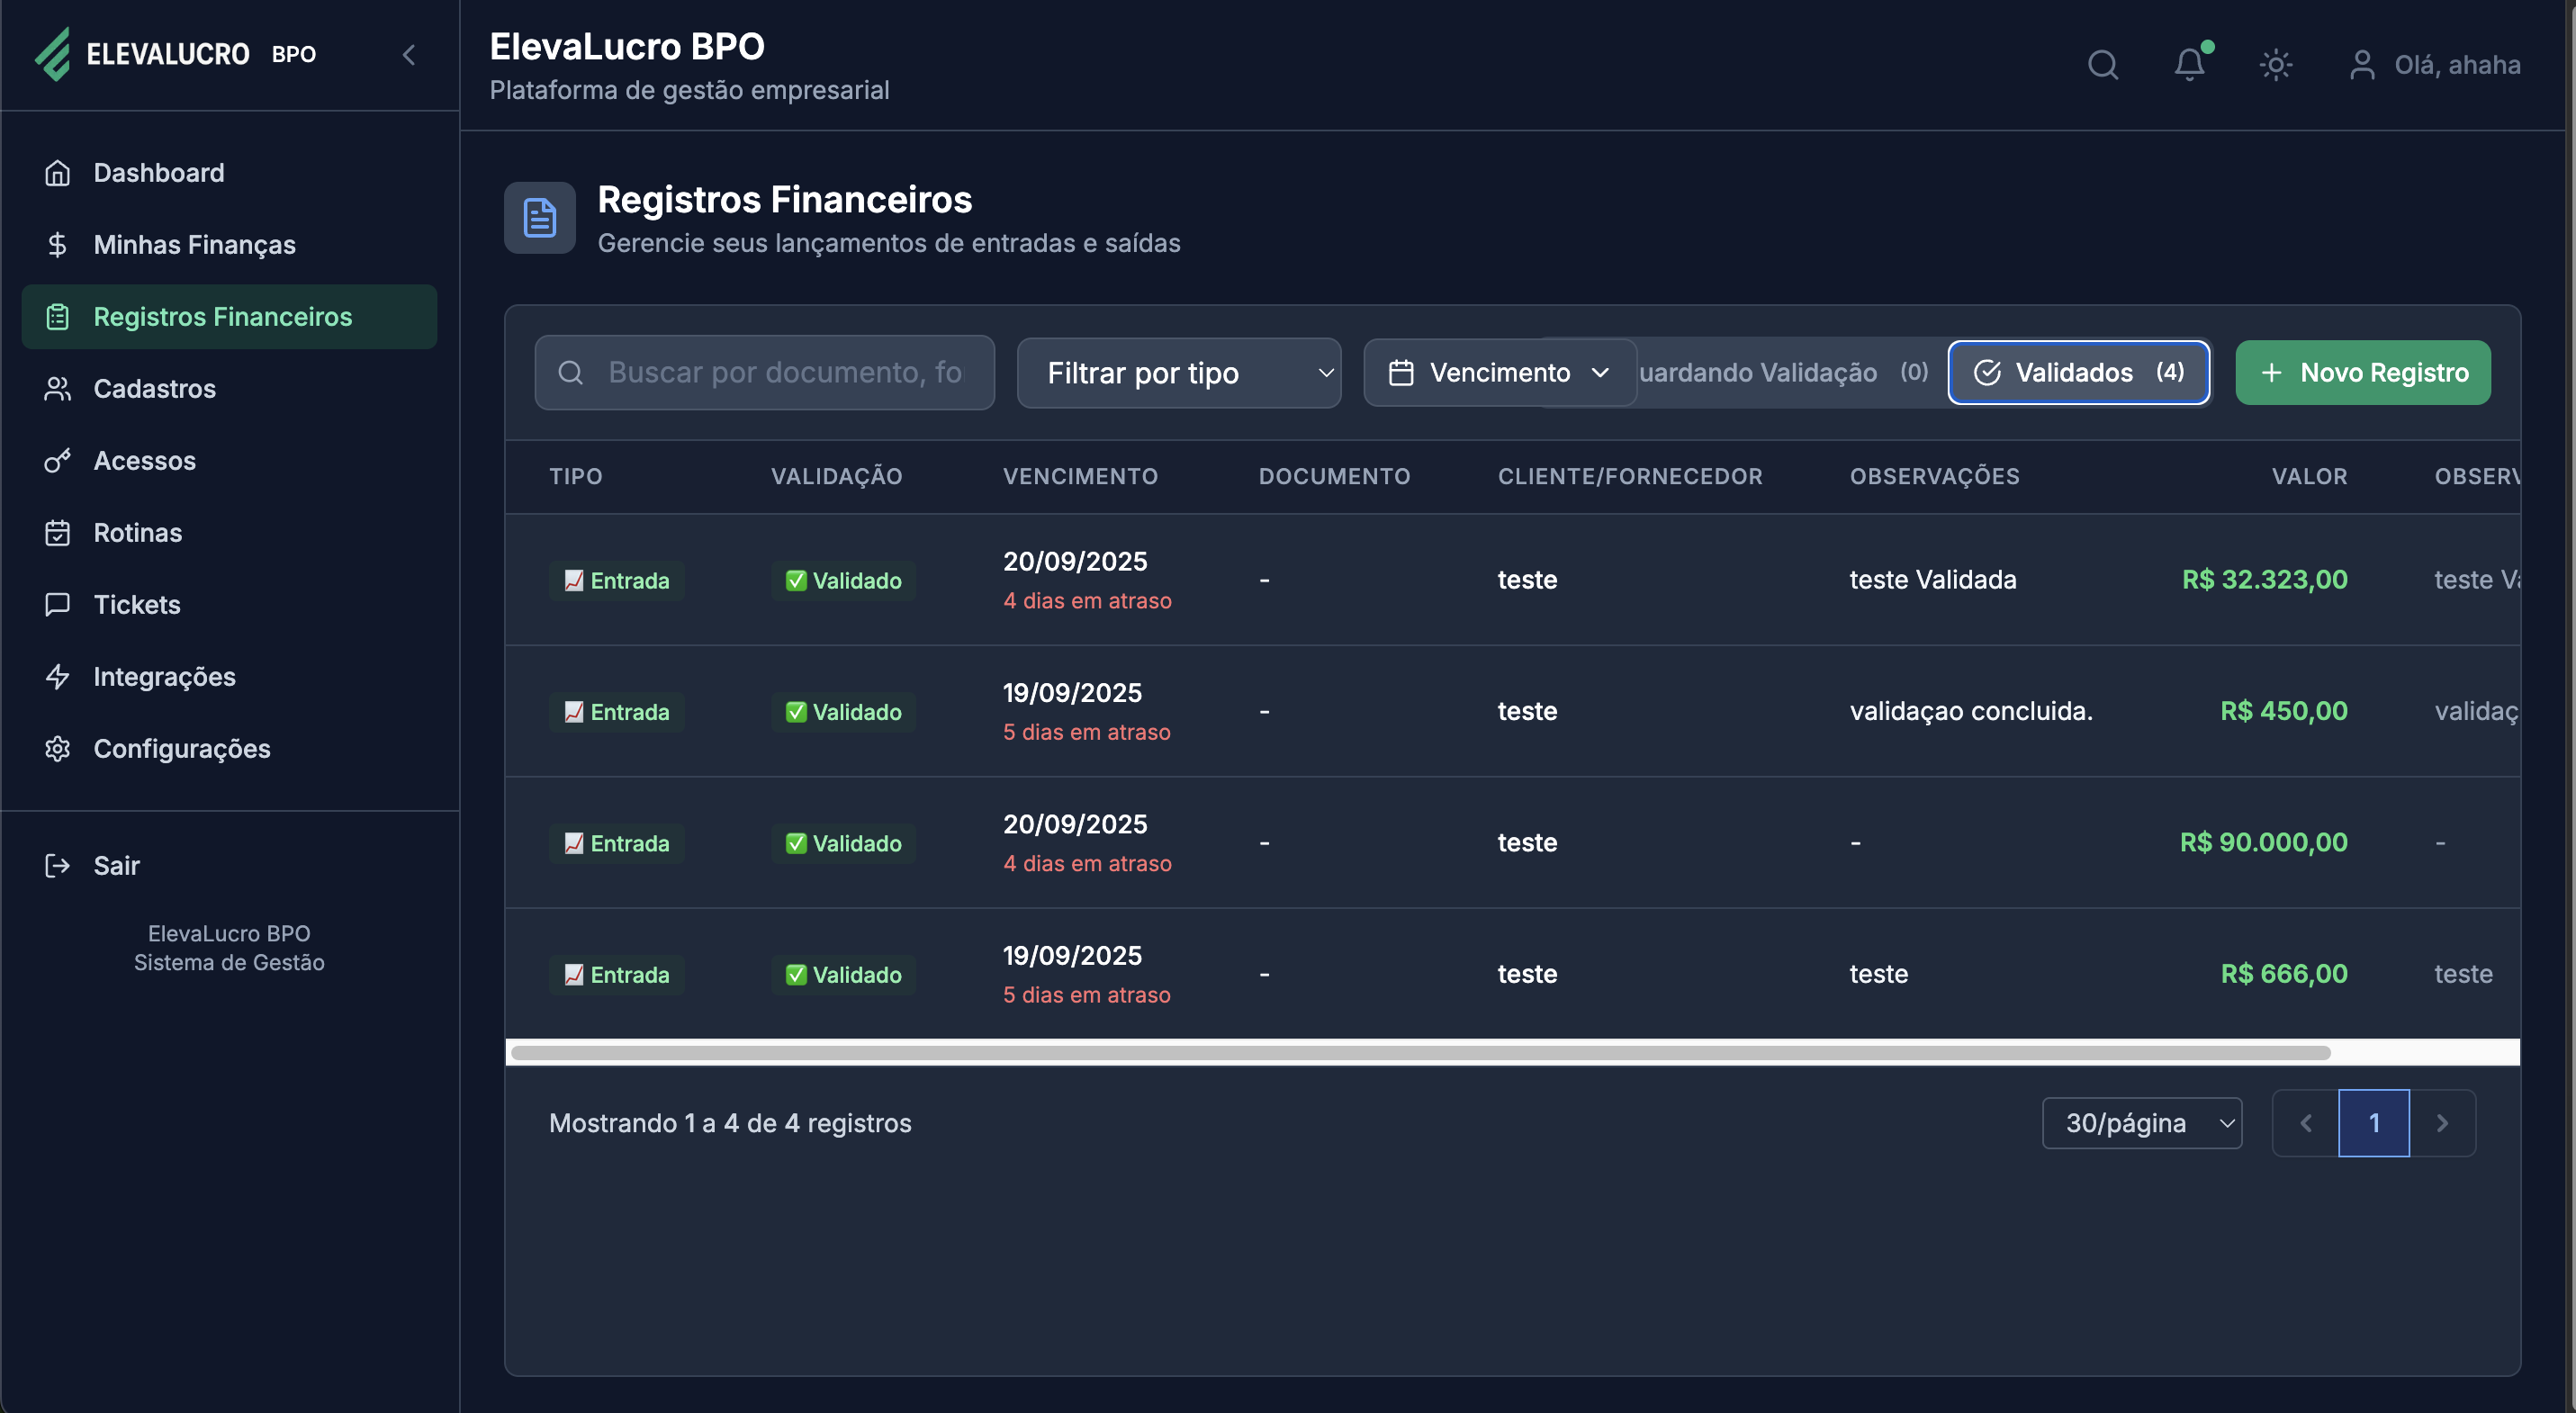 ELEVALUCRO BPO
Dashboard
Minhas Finanças
Registros Financeiros
Cadastros
Acessos
Rotinas
Tickets
Integrações
Configurações
Sair
ElevaLucro BPO
Sistema de Gestão
ElevaLucro BPO
Plataforma de gestão empresarial
Olá, ahaha
Registros Financeiros
Gerencie seus lançamentos de entradas e saídas
Buscar por documento, fo
Filtrar por tipo
Vencimento
uardando Validação (0)
Validados (4)
+ Novo Registro
TIPO VALIDAÇÃO VENCIMENTO DOCUMENTO CLIENTE/FORNECEDOR OBSERVAÇÕES VALOR OBSERV
Entrada Validado 20/09/2025 - teste teste Validada R$ 32.323,00 teste Va
4 dias em atraso
Entrada Validado 19/09/2025 - teste validaçao concluida. R$ 450,00 validaç
5 dias em atraso
Entrada Validado 20/09/2025 - teste - R$ 90.000,00 -
4 dias em atraso
Entrada Validado 19/09/2025 - teste teste R$ 666,00 teste
5 dias em atraso
Mostrando 1 a 4 de 4 registros
30/página
1